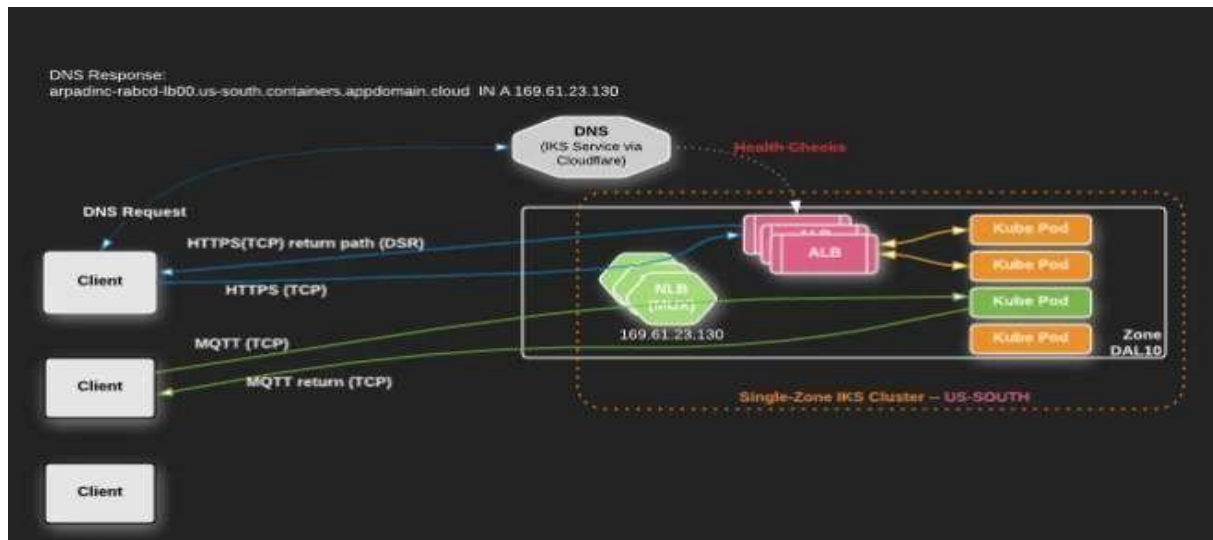 DNS Response:
arpadinc-rabcd-lb00.us-south.containers.appdomain.cloud IN A 169.61.23.130
DNS
(IKS Service via
Cloudflare)
Health Checks
DNS Request
HTTPS(TCP) return path (DSR)
Client
HTTPS (TCP)
ALB
ALB
NLB
(MUX)
169.61.23.130
Kube Pod
Kube Pod
Kube Pod
Kube Pod
Zone
DAL10
MQTT (TCP)
Client
MQTT return (TCP)
Single-Zone IKS Cluster -- US-SOUTH
Client